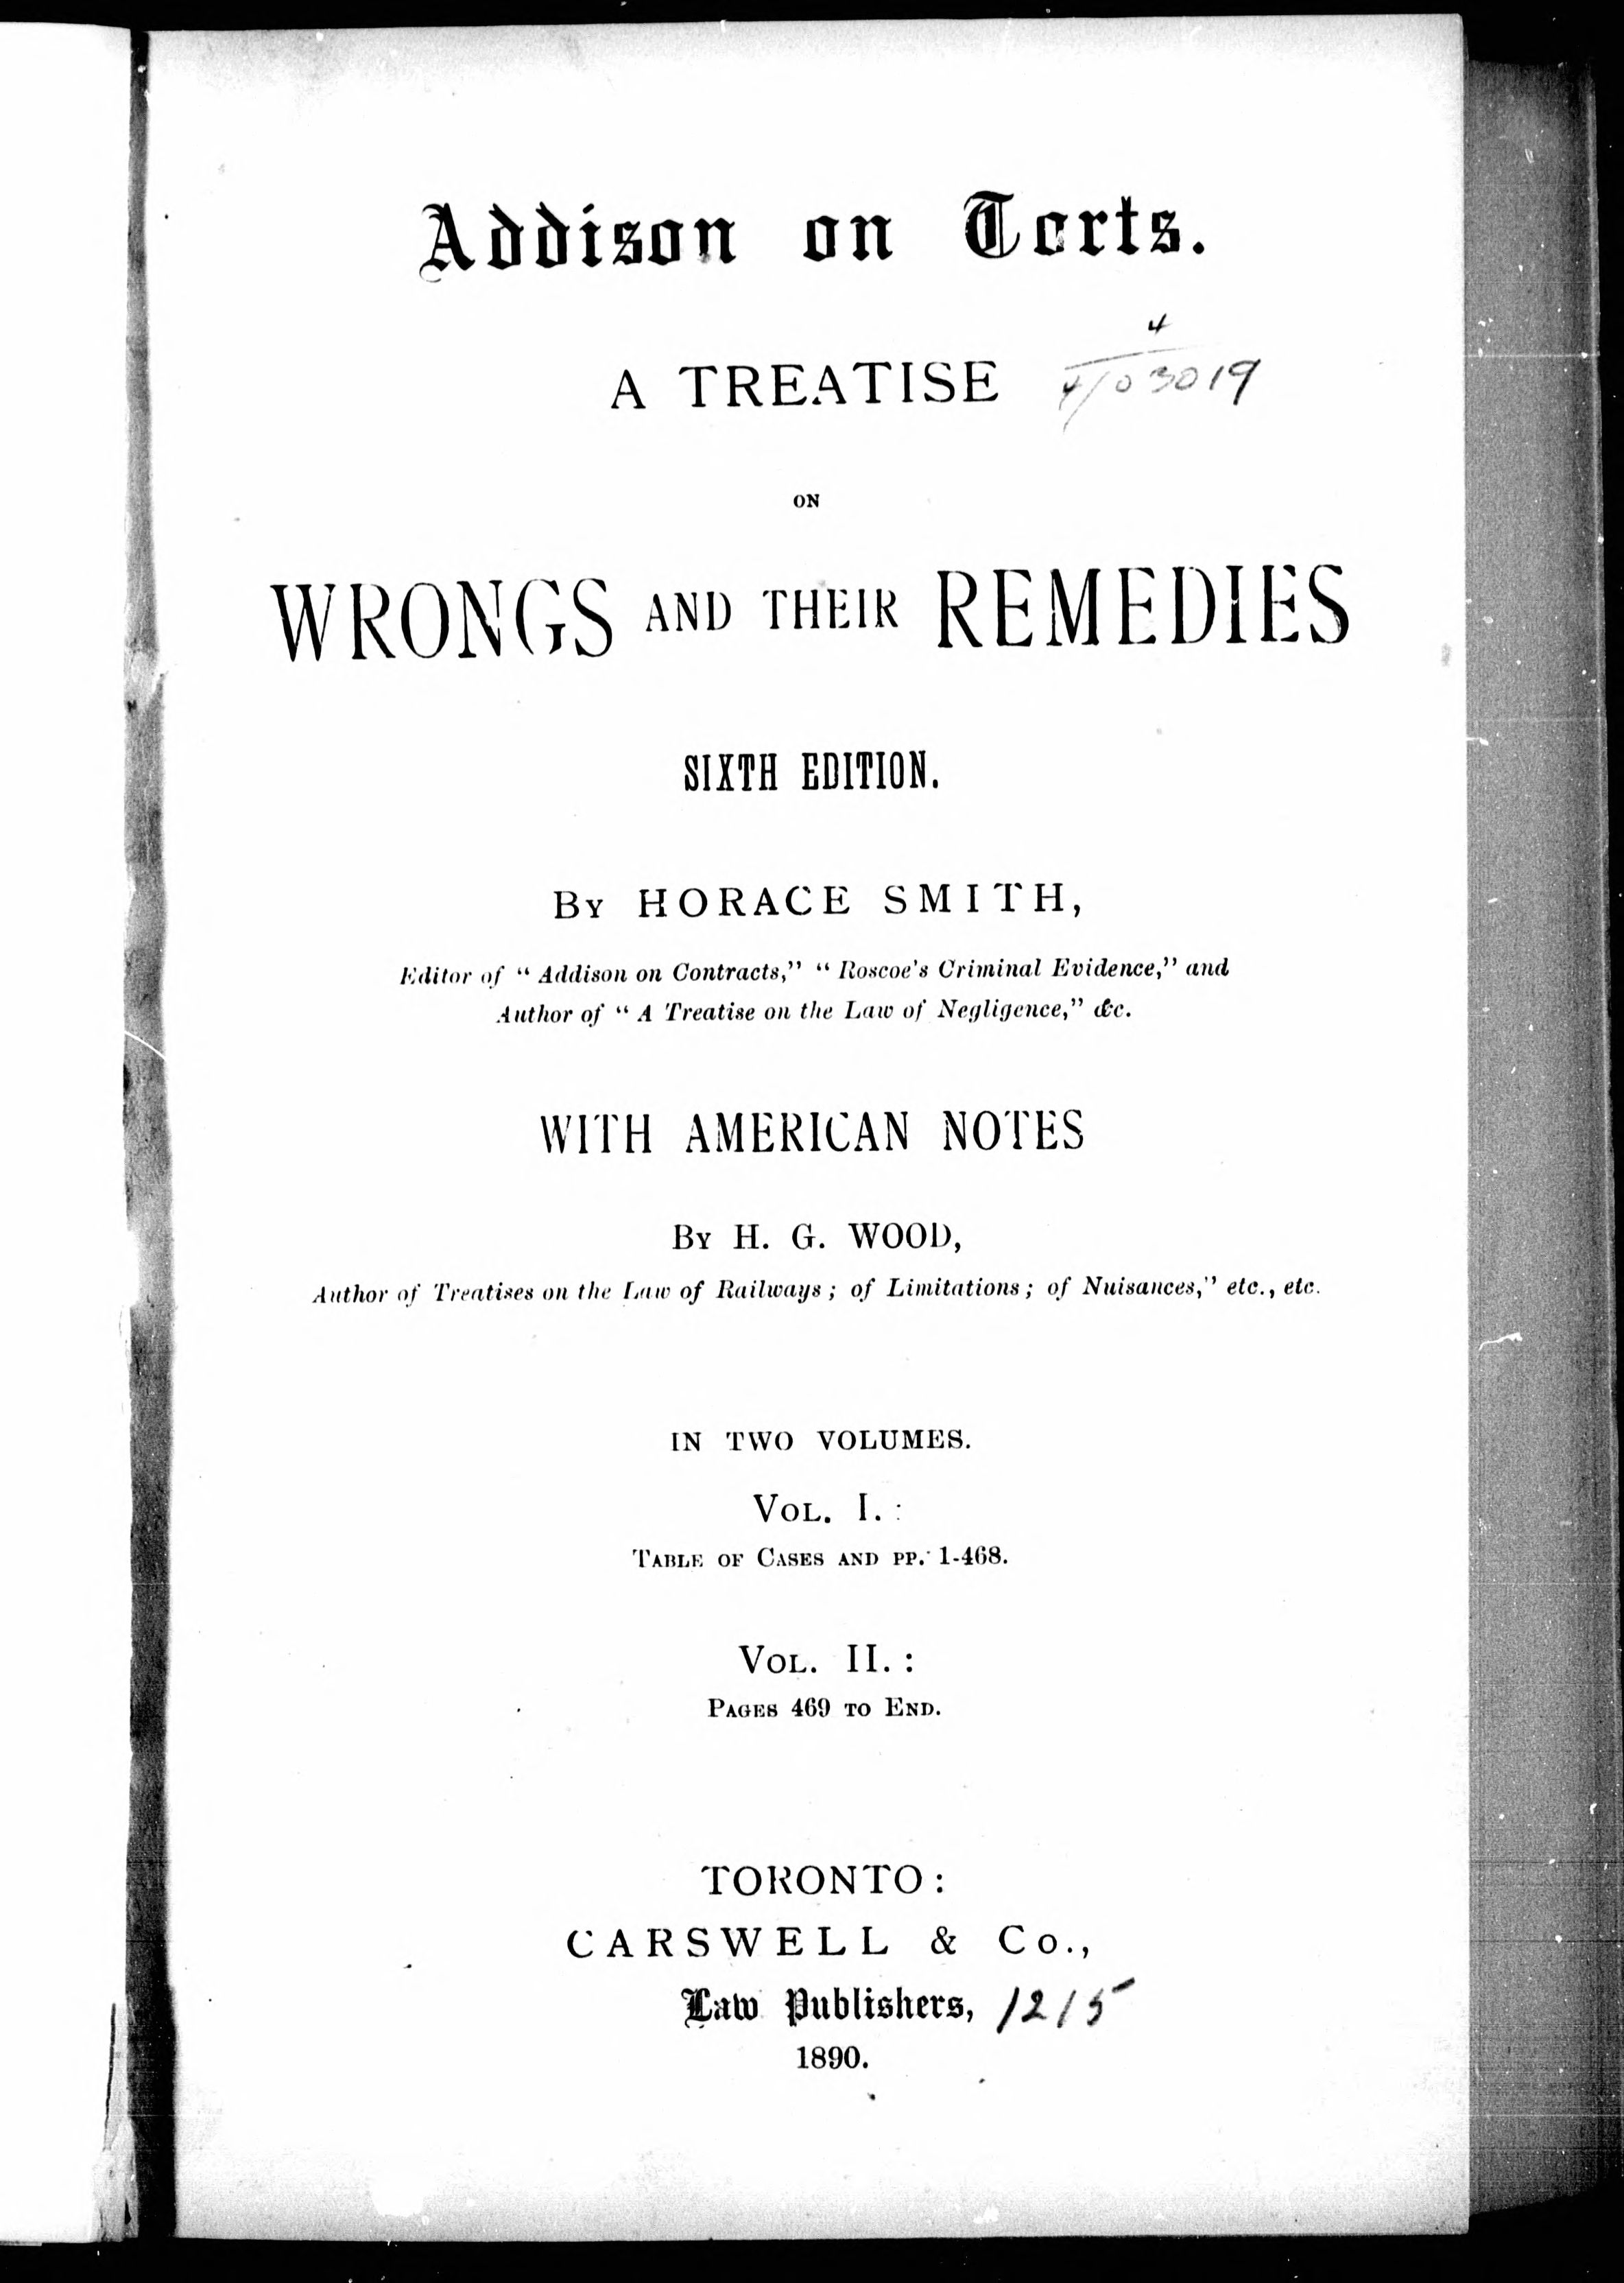 Addison on Torts.
A TREATISE
ON
WRONGS AND THEIR REMEDIES
SIXTH EDITION.
BY HORACE SMITH,
Editor of “ Addison on Contracts,” “ Roscoe's Criminal Evidence,” and
Author of “ A Treatise on the Law of Negligence,” &c.
WITH AMERICAN NOTES
BY H. G. WOOD,
Author of Treatises on the Law of Railways ; of Limitations ; of Nuisances,” etc., etc.
IN TWO VOLUMES.
VOL. I. :
TABLE OF CASES AND PP. 1-468.
VOL. II. :
PAGES 469 TO END.
TORONTO :
CARSWELL & Co.,
Law Publishers, 1215
1890.